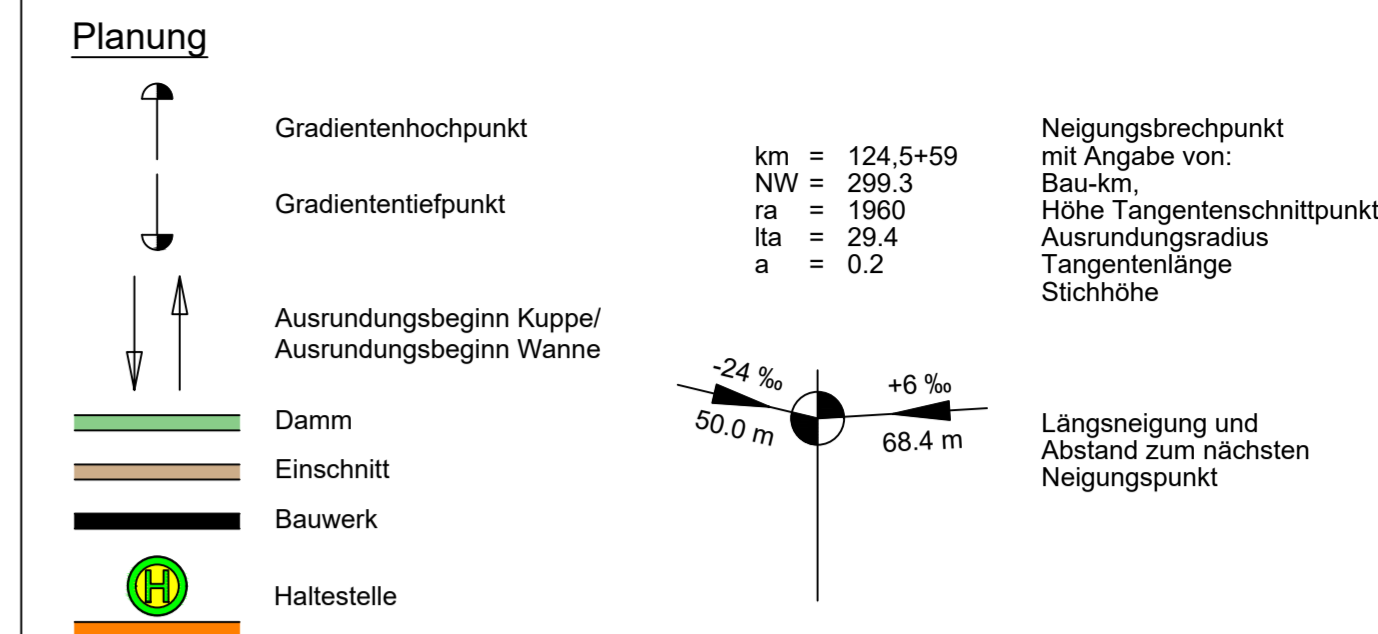 Planung
Gradientenhochpunkt
Gradiententiefpunkt
Ausrundungsbeginn Kuppe/
Ausrundungsbeginn Wanne
Damm
Einschnitt
Bauwerk
H
Haltestelle
km = 124,5+59
NW = 299.3
ra = 1960
lta = 29.4
a = 0.2
Neigungsbrechpunkt
mit Angabe von:
Bau-km,
Höhe Tangentenschnittpunkt
Ausrundungsradius
Tangentenlänge
Stichhöhe
-24 ‰
50.0 m
+6 ‰
68.4 m
Längsneigung und
Abstand zum nächsten
Neigungspunkt